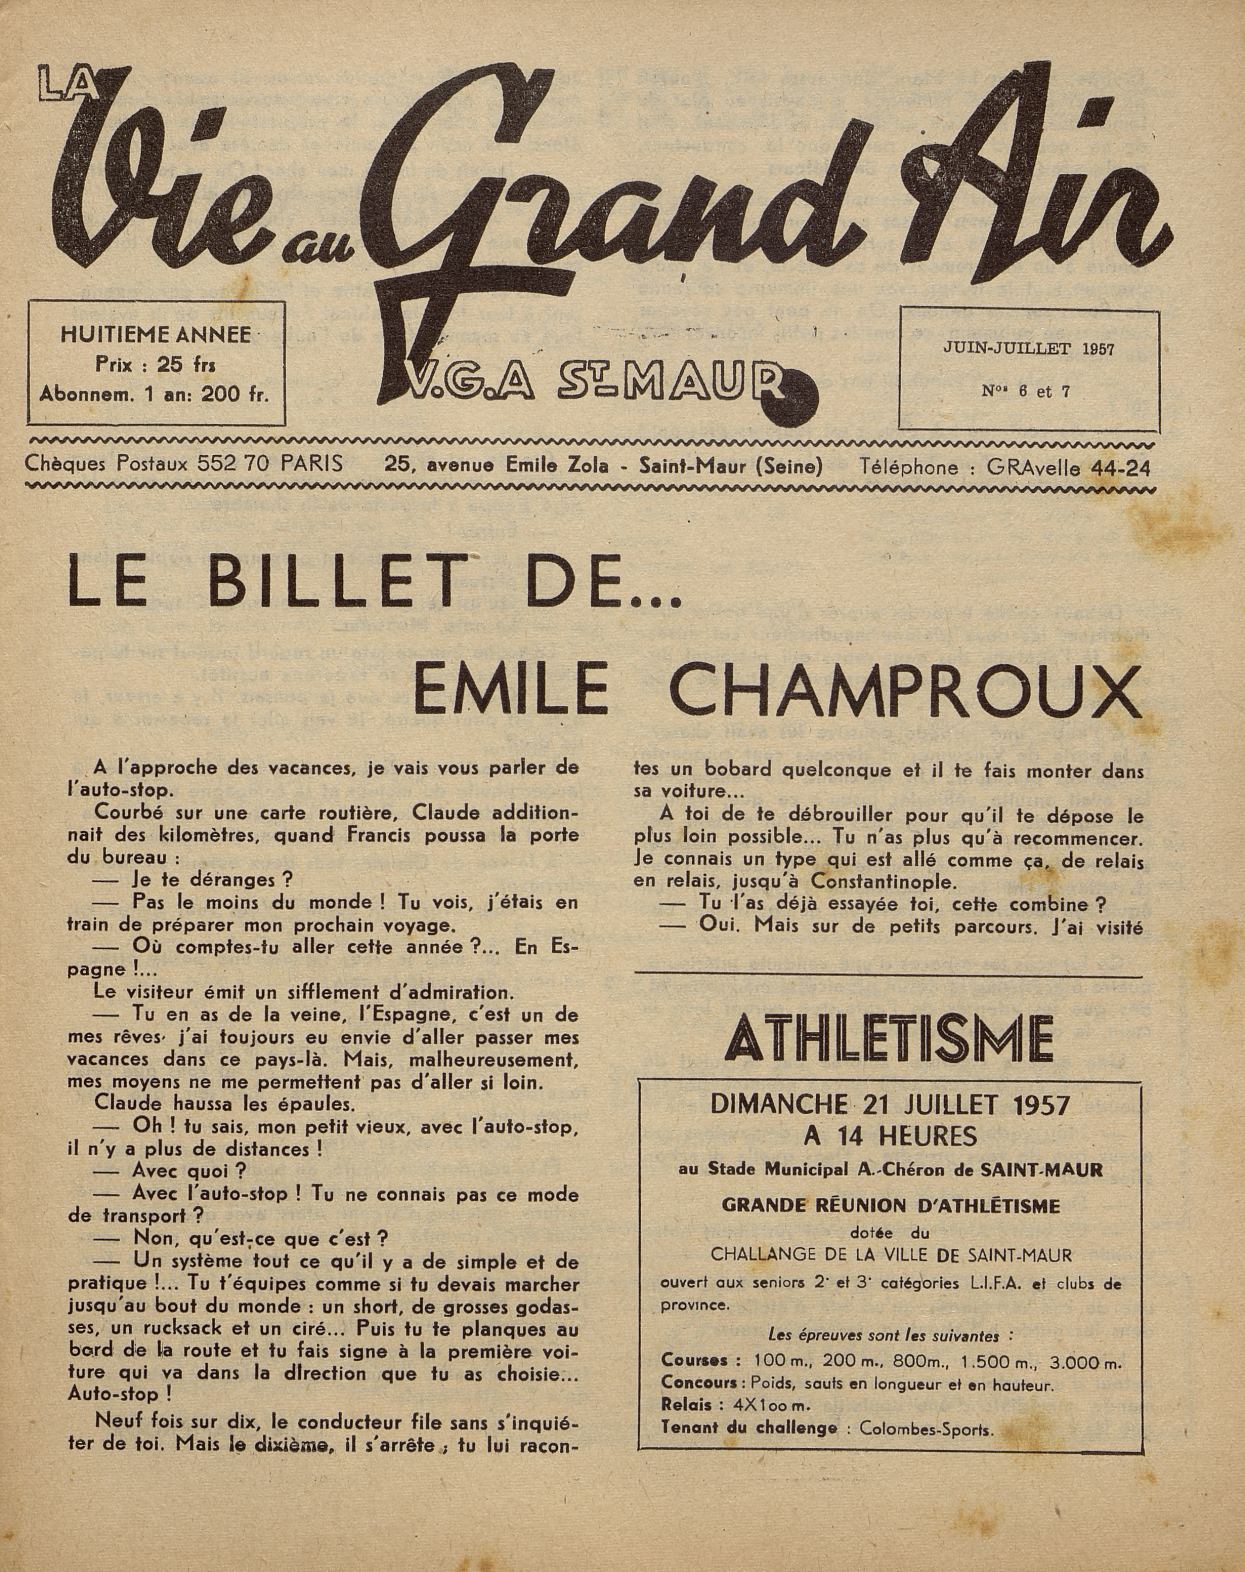 LA
Vie au Grand Air
HUITIEME ANNEE
Prix : 25 frs
Abonnem. 1 an: 200 fr.
V.G.A ST-MAUR
JUIN-JUILLET 1957
Nos 6 et 7
Chèques Postaux 552 70 PARIS 25, avenue Emile Zola - Saint-Maur (Seine) Téléphone : GRAvelle 44-24
LE BILLET DE...
EMILE CHAMPROUX
A l'approche des vacances, je vais vous parler de
l'auto-stop.
Courbé sur une carte routière, Claude addition-
nait des kilomètres, quand Francis poussa la porte
du bureau :
— Je te déranges ?
— Pas le moins du monde ! Tu vois, j'étais en
train de préparer mon prochain voyage.
— Où comptes-tu aller cette année ?... En Es-
pagne !...
Le visiteur émit un sifflement d'admiration.
— Tu en as de la veine, l'Espagne, c'est un de
mes rêves· j'ai toujours eu envie d'aller passer mes
vacances dans ce pays-là. Mais, malheureusement,
mes moyens ne me permettent pas d'aller si loin.
Claude haussa les épaules.
— Oh ! tu sais, mon petit vieux, avec l'auto-stop,
il n'y a plus de distances !
— Avec quoi ?
— Avec l'auto-stop ! Tu ne connais pas ce mode
de transport ?
— Non, qu'est-ce que c'est ?
— Un système tout ce qu'il y a de simple et de
pratique !... Tu t'équipes comme si tu devais marcher
jusqu'au bout du monde : un short, de grosses godas-
ses, un rucksack et un ciré... Puis tu te planques au
bord de la route et tu fais signe à la première voi-
ture qui va dans la dIrection que tu as choisie...
Auto-stop !
Neuf fois sur dix, le conducteur file sans s'inquié-
ter de toi. Mais le dixième, il s'arrête ; tu lui racon-
tes un bobard quelconque et il te fais monter dans
sa voiture...
A toi de te débrouiller pour qu'il te dépose le
plus loin possible... Tu n'as plus qu'à recommencer.
Je connais un type qui est allé comme ça, de relais
en relais, jusqu'à Constantinople.
— Tu l'as déjà essayée toi, cette combine ?
— Oui. Mais sur de petits parcours. J'ai visité
ATHLETISME
DIMANCHE 21 JUILLET 1957
A 14 HEURES
au Stade Municipal A.-Chéron de SAINT-MAUR
GRANDE RÉUNION D'ATHLÉTISME
dotée du
CHALLANGE DE LA VILLE DE SAINT-MAUR
ouvert aux seniors 2e et 3e catégories L.I.F.A. et clubs de
province.
Les épreuves sont les suivantes :
Courses : 100 m., 200 m., 800m., 1.500 m., 3.000 m.
Concours : Poids, sauts en longueur et en hauteur.
Relais : 4X1oo m.
Tenant du challenge : Colombes-Sports.